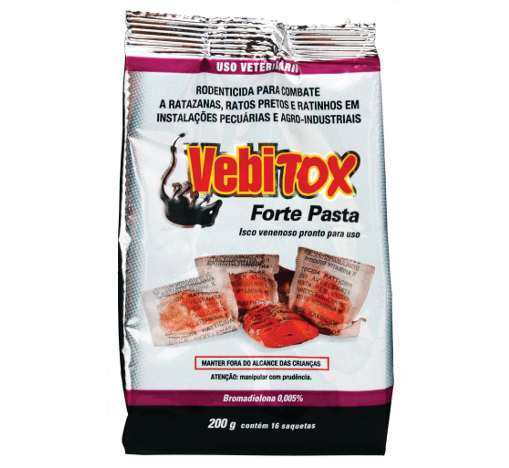 USO VETERINÁRIO
RODENTICIDA PARA COMBATE
A RATAZANAS, RATOS PRETOS E RATINHOS EM
INSTALAÇÕES PECUÁRIAS E AGRO-INDUSTRIAIS
VebiTOX
Forte Pasta
Isco venenoso pronto para uso
MANTER FORA DO ALCANCE DAS CRIANÇAS
ATENÇÃO: manipular com prudência.
Bromadiolona 0,005%
200 g contém 16 saquetas